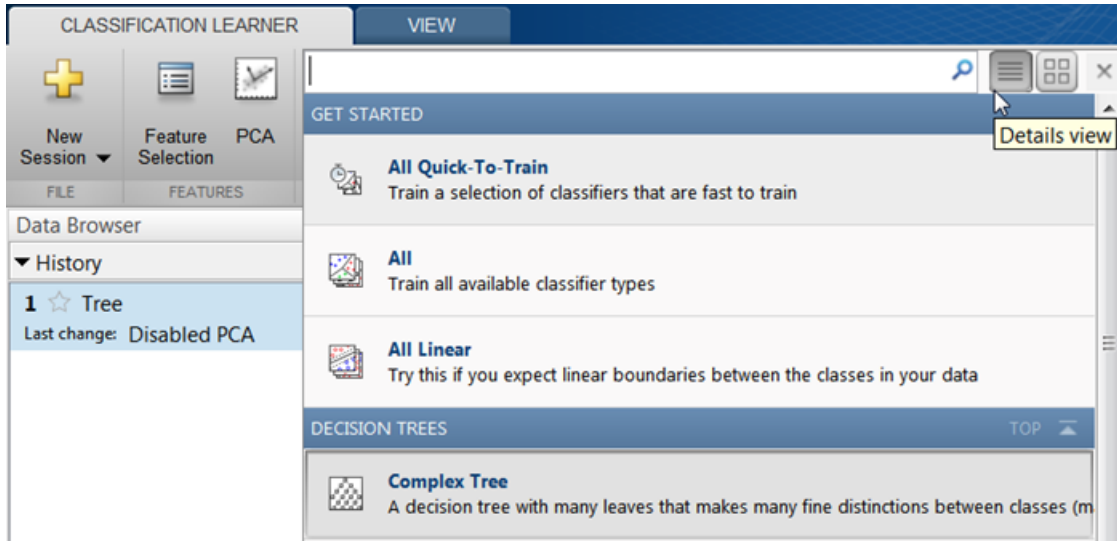 CLASSIFICATION LEARNER
VIEW
New Session
Feature Selection
PCA
FILE
FEATURES
Details view
Data Browser
History
1 Tree
Last change: Disabled PCA
GET STARTED
All Quick-To-Train
Train a selection of classifiers that are fast to train
All
Train all available classifier types
All Linear
Try this if you expect linear boundaries between the classes in your data
DECISION TREES
TOP
Complex Tree
A decision tree with many leaves that makes many fine distinctions between classes (m